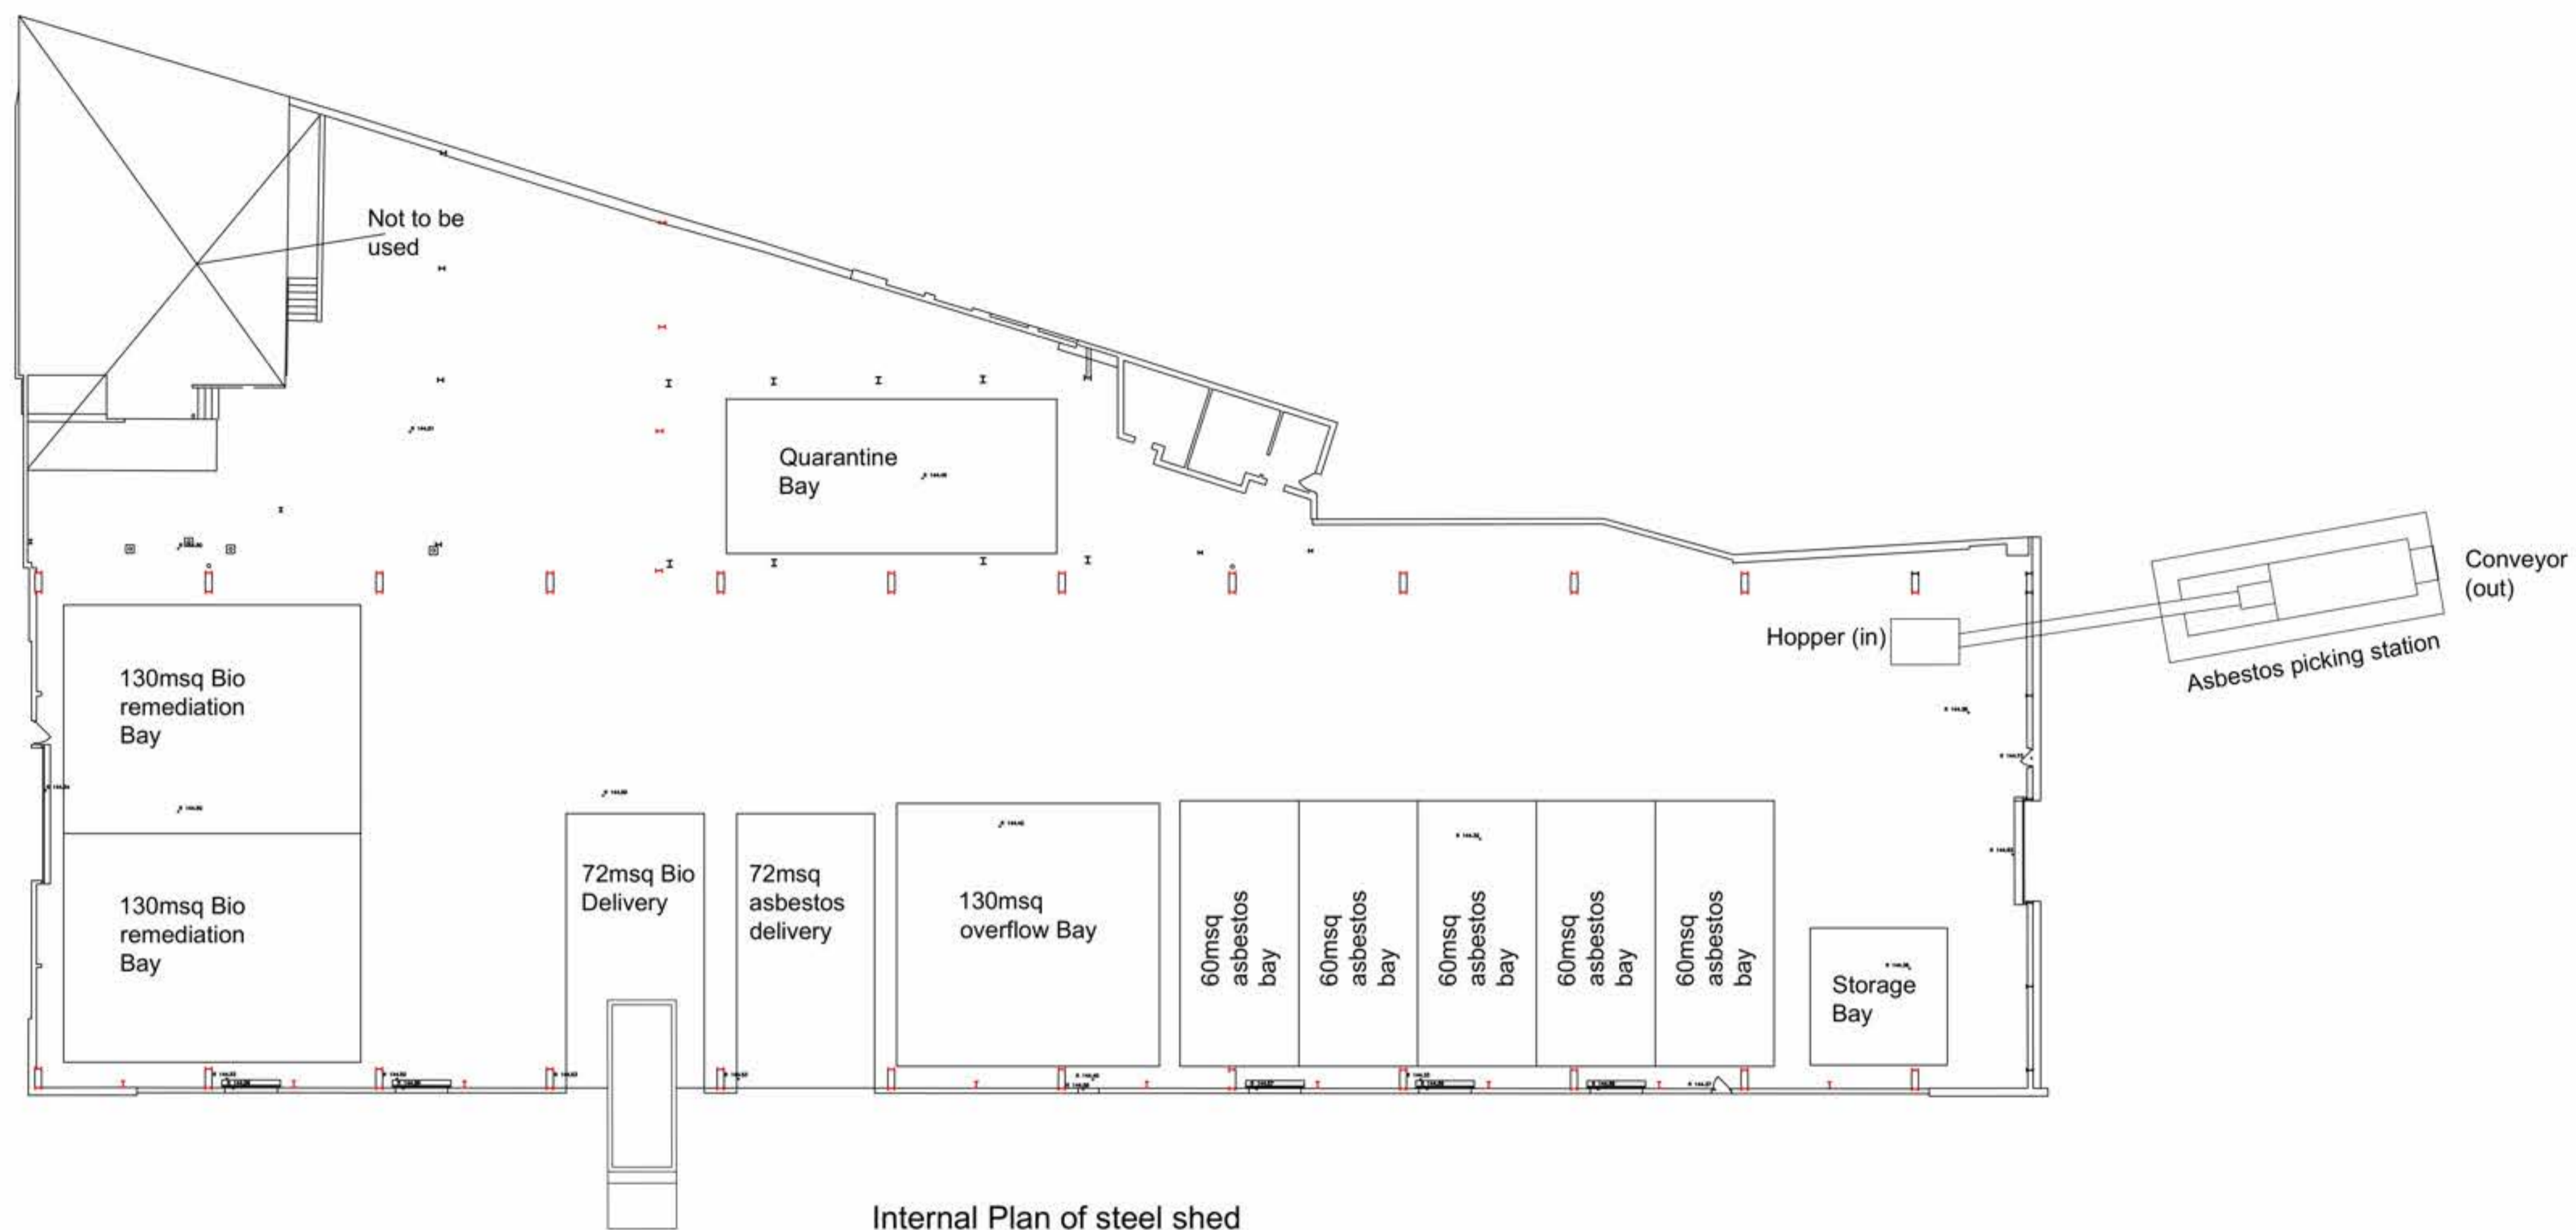 Not to be
used
Quarantine
Bay
Conveyor
(out)
Hopper (in)
Asbestos picking station
130msq Bio
remediation
Bay
130msq Bio
remediation
Bay
72msq Bio
Delivery
72msq
asbestos
delivery
130msq
overflow Bay
60msq
asbestos
bay
60msq
asbestos
bay
60msq
asbestos
bay
60msq
asbestos
bay
60msq
asbestos
bay
Storage
Bay
Internal Plan of steel shed